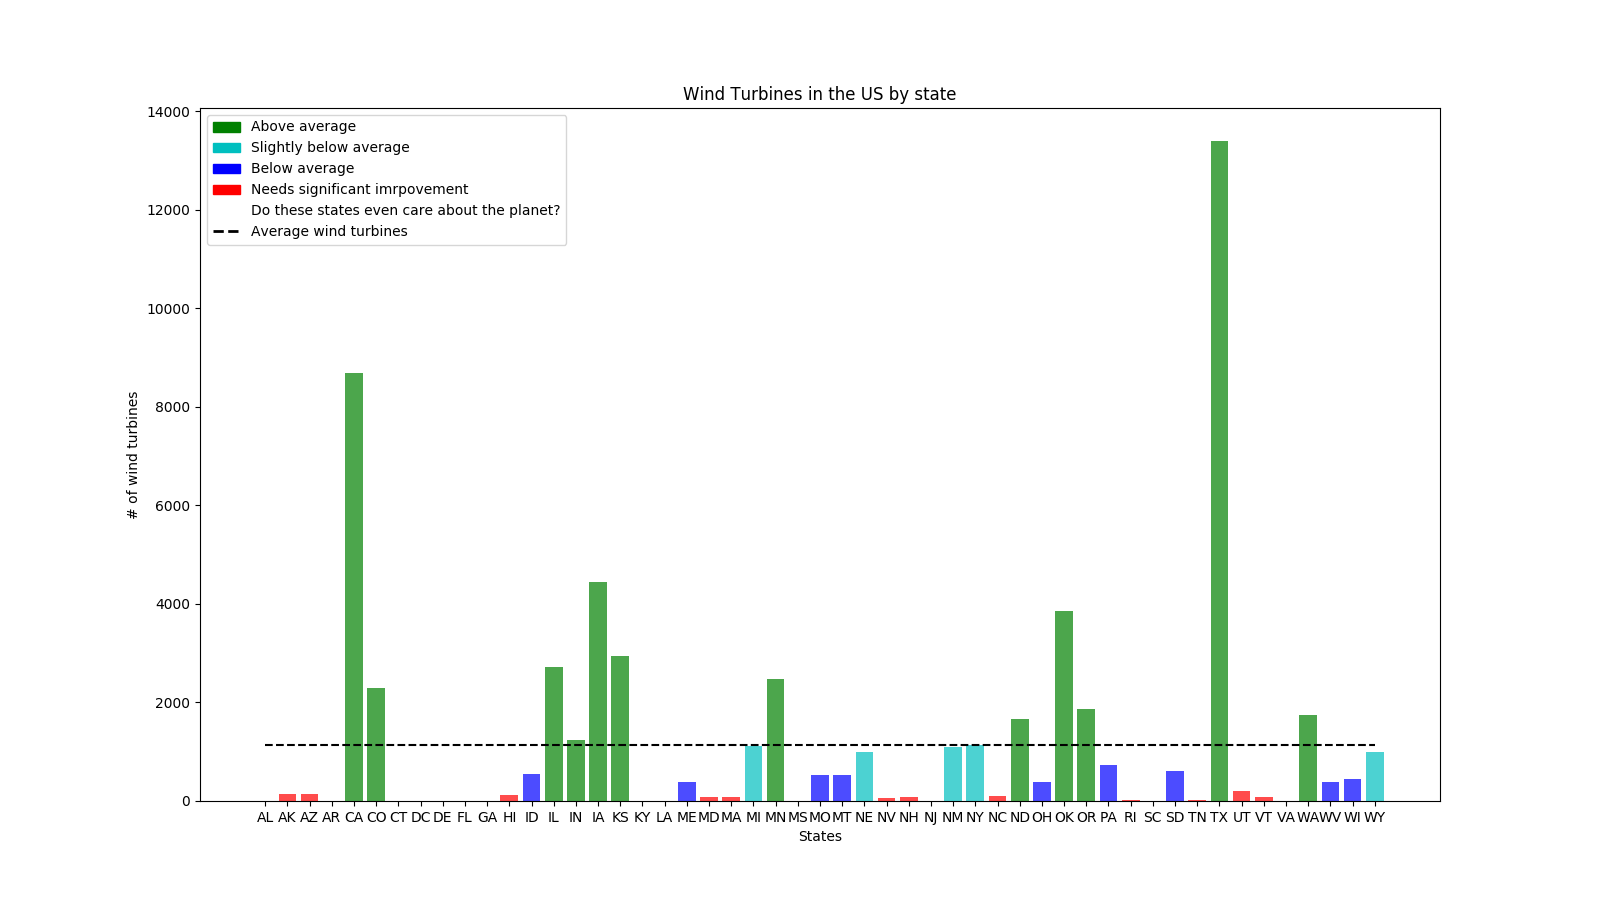 Wind Turbines in the US by state
14000
12000
10000
8000
6000
4000
2000
0
# of wind turbines
Above average
Slightly below average
Below average
Needs significant imrpovement
Do these states even care about the planet?
Average wind turbines
AL AK AZ AR CA CO CT DC DE FL GA HI ID IL IN IA KS KY LA ME MD MA MI MN MS MO MT NE NV NH NJ NM NY NC ND OH OK OR PA RI SC SD TN TX UT VT VA WA WV WI WY
States